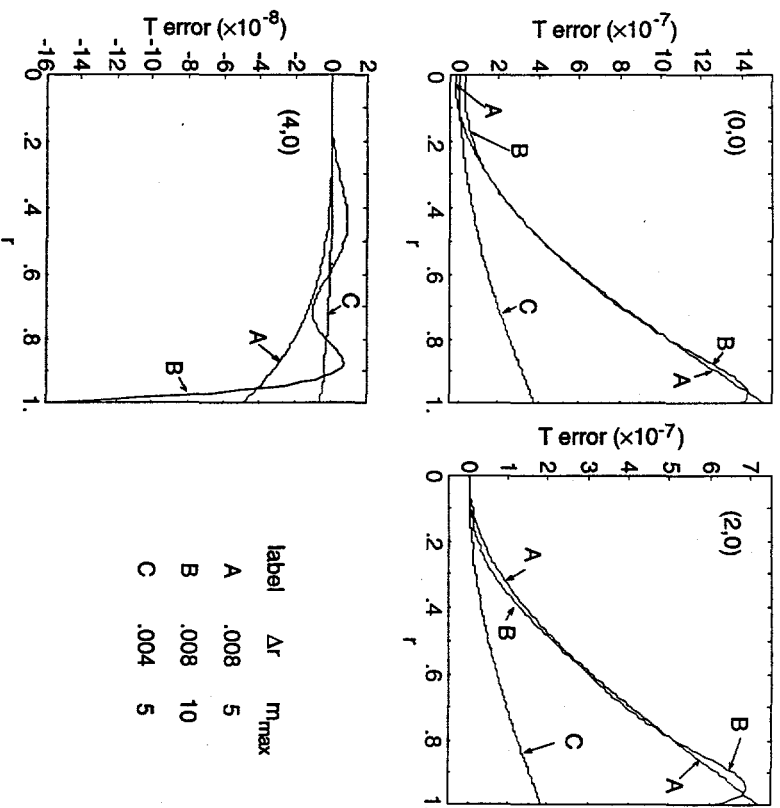 T error (×10⁻⁷)
0 2 4 6 8 10 12 14
(0,0)
A
B
C
B
A
0 .2 .4 .6 .8 1.
r
T error (×10⁻⁷)
0 1 2 3 4 5 6 7
(2,0)
A
B
C
B
A
0 .2 .4 .6 .8 1
r
T error (×10⁻⁸)
-16 -14 -12 -10 -8 -6 -4 -2 0 2
(4,0)
C
A
B
0 .2 .4 .6 .8 1.
r
label Δr m_max
A .008 5
B .008 10
C .004 5